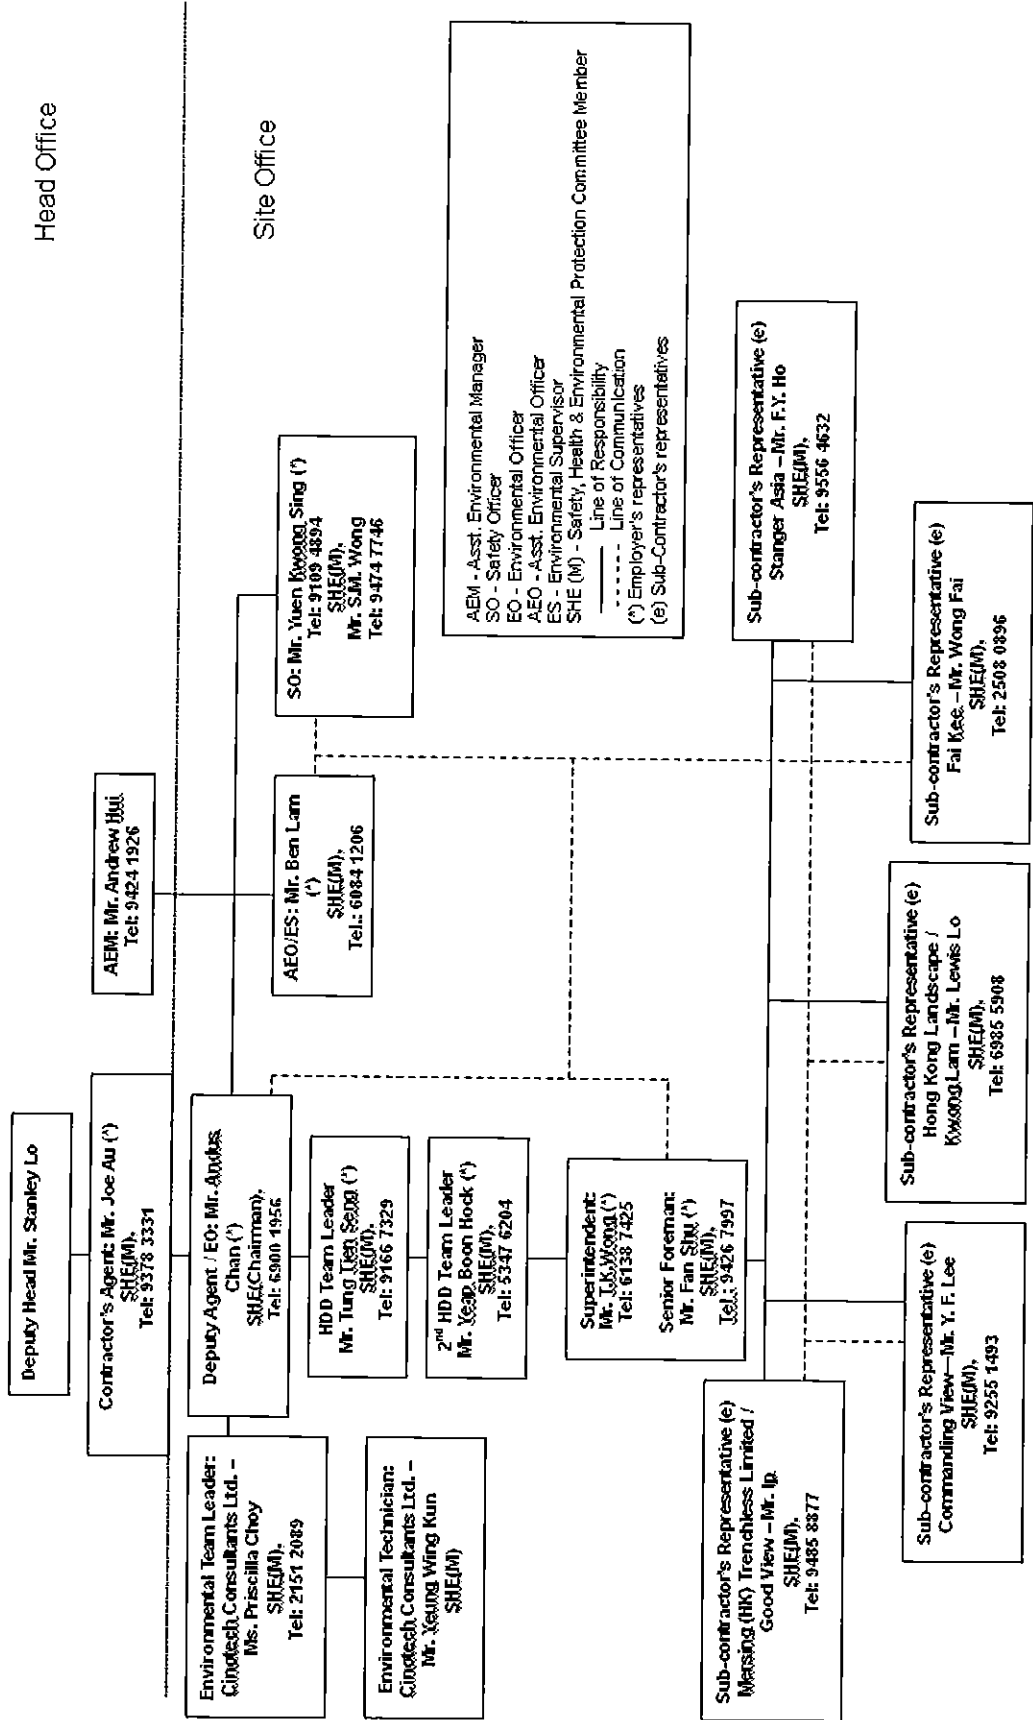 Head Office
Deputy Head Mr. Stanley Lo
Contractor's Agent: Mr. Joe Au (^)
SHE(M),
Tel: 9378 3331
AEM: Mr. Andrew Hui
Tel: 9424 1926
Site Office
Environmental Team Leader:
Cinotech Consultants Ltd. –
Ms. Priscilla Choy
SHE(M),
Tel: 2151 2089
Deputy Agent / EO: Mr. Andus
Chan (^)
SHE(Chairman),
Tel: 6900 1956
AEO/ES: Mr. Ben Lam
(^)
SHE(M),
Tel.: 6084 1206
SO: Mr. Yuen Kwong Sing (^)
Tel: 9109 4894
SHE(M),
Mr. S.M. Wong
Tel: 9474 7746
Environmental Technician:
Cinotech Consultants Ltd. –
Mr. Yeung Wing Kun
SHE(M)
HDD Team Leader
Mr. Tung Tien Seng (^)
SHE(M),
Tel: 9166 7329
2nd HDD Team Leader
Mr. Yeap Boon Hock (^)
SHE(M),
Tel: 5347 6204
Superintendent:
Mr. T.K. Wong (^)
Tel: 6138 7425
Senior Foreman:
Mr. Fan Shu (^)
SHE(M),
Tel.: 9426 7997
AEM - Asst. Environmental Manager
SO - Safety Officer
EO - Environmental Officer
AEO - Asst. Environmental Officer
ES - Environmental Supervisor
SHE (M) - Safety, Health & Environmental Protection Committee Member
Line of Responsibility
Line of Communication
(^) Employer's representatives
(e) Sub-Contractor's representatives
Sub-contractor's Representative (e)
Mensing (HK) Trenchless Limited /
Good View – Mr. Ip
SHE(M),
Tel: 9485 8877
Sub-contractor's Representative (e)
Stanger Asia – Mr. F.Y. Ho
SHE(M),
Tel: 9556 4632
Sub-contractor's Representative (e)
Commanding View—Mr. Y. F. Lee
SHE(M),
Tel: 9255 1493
Sub-contractor's Representative (e)
Hong Kong Landscape /
Kwong Lam – Mr. Lewis Lo
SHE(M),
Tel: 6985 5908
Sub-contractor's Representative (e)
Fai Kee – Mr. Wong Fai
SHE(M),
Tel: 2508 0896